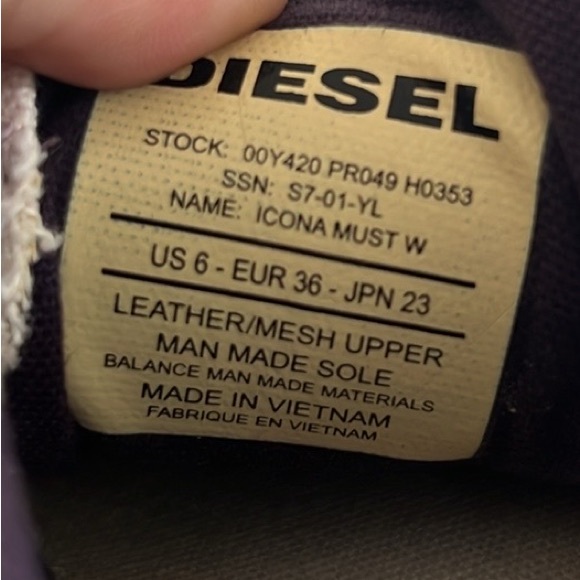 DIESEL
STOCK: 00Y420 PR049 H0353
SSN: S7-01-YL
NAME: ICONA MUST W
US 6 - EUR 36 - JPN 23
LEATHER/MESH UPPER
MAN MADE SOLE
BALANCE MAN MADE MATERIALS
MADE IN VIETNAM
FABRIQUE EN VIETNAM